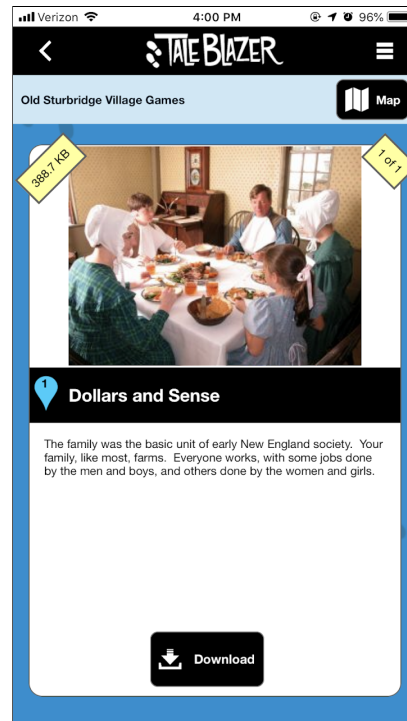 Verizon 4:00 PM 96%
TALEBLAZER
Old Sturbridge Village Games
Map
388.7 KB
1 of 1
1 Dollars and Sense
The family was the basic unit of early New England society.  Your
family, like most, farms.  Everyone works, with some jobs done
by the men and boys, and others done by the women and girls.
Download